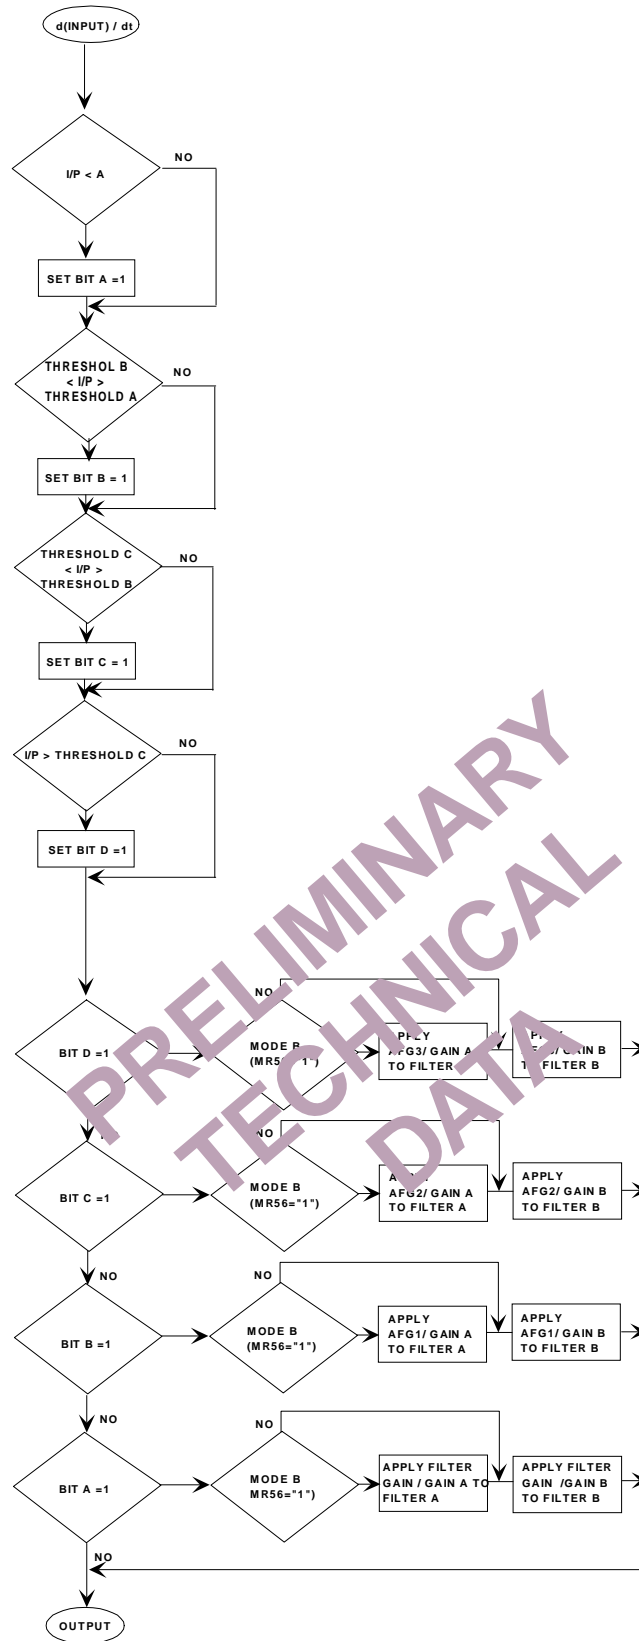 d(INPUT) / dt
I/P < A
NO
SET BIT A =1
THRESHOL B
< I/P >
THRESHOLD A
NO
SET BIT B = 1
THRESHOLD C
< I/P >
THRESHOLD B
NO
SET BIT C = 1
I/P > THRESHOLD C
NO
SET BIT D =1
PRELIMINARY
TECHNICAL
DATA
BIT D =1
NO
MODE B
APPLY
AFG3/ GAIN A
TO FILTER
GAIN B
TO FILTER B
BIT C =1
NO
MODE B
(MR56="1")
AFG2/ GAIN A
TO FILTER A
APPLY
AFG2/ GAIN B
TO FILTER B
NO
BIT B =1
NO
MODE B
(MR56="1")
APPLY
AFG1/ GAIN A
TO FILTER A
APPLY
AFG1/ GAIN B
TO FILTER B
NO
BIT A =1
NO
MODE B
MR56="1")
APPLY FILTER
GAIN / GAIN A TO
FILTER A
APPLY FILTER
GAIN /GAIN B
TO FILTER B
NO
OUTPUT